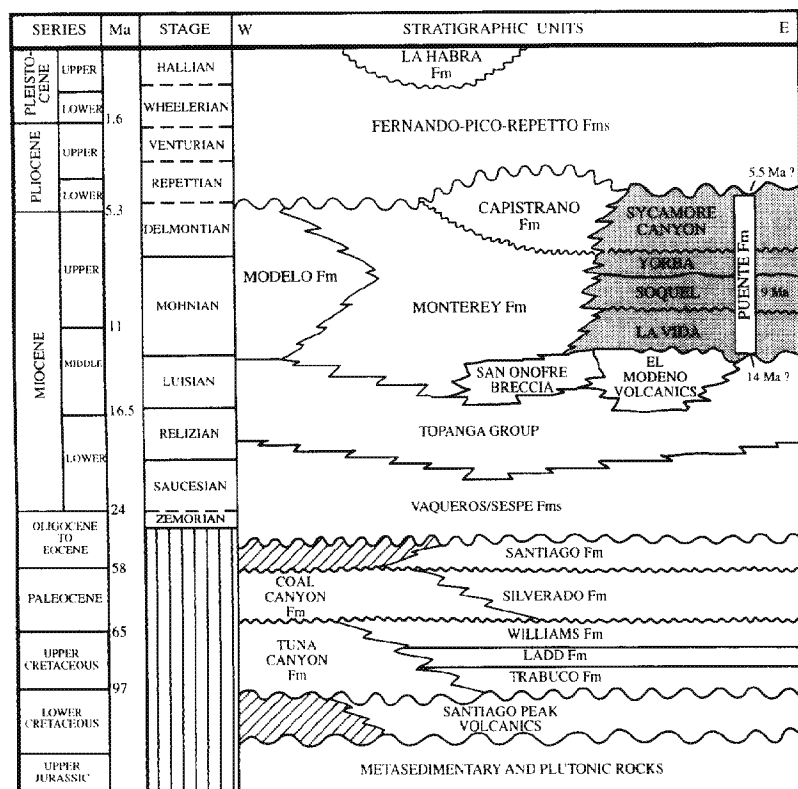 SERIES Ma STAGE W STRATIGRAPHIC UNITS E
PLEISTO-
CENE
UPPER
LOWER
PLIOCENE
UPPER
LOWER
MIOCENE
UPPER
MIDDLE
LOWER
OLIGOCENE
TO
EOCENE
PALEOCENE
UPPER
CRETACEOUS
LOWER
CRETACEOUS
UPPER
JURASSIC
1.6
5.3
11
16.5
24
58
65
97
HALLIAN
WHEELERIAN
VENTURIAN
REPETTIAN
DELMONTIAN
MOHNIAN
LUISIAN
RELIZIAN
SAUCESIAN
ZEMORIAN
LA HABRA
Fm
FERNANDO-PICO-REPETTO Fms
CAPISTRANO
Fm
5.5 Ma ?
SYCAMORE
CANYON
YORBA
SOQUEL
LA VIDA
PUENTE Fm
9 Ma
14 Ma ?
MODELO Fm
MONTEREY Fm
SAN ONOFRE
BRECCIA
EL
MODENO
VOLCANICS
TOPANGA GROUP
VAQUEROS/SESPE Fms
SANTIAGO Fm
COAL
CANYON
Fm
SILVERADO Fm
WILLIAMS Fm
TUNA
CANYON
Fm
LADD Fm
TRABUCO Fm
SANTIAGO PEAK
VOLCANICS
METASEDIMENTARY AND PLUTONIC ROCKS